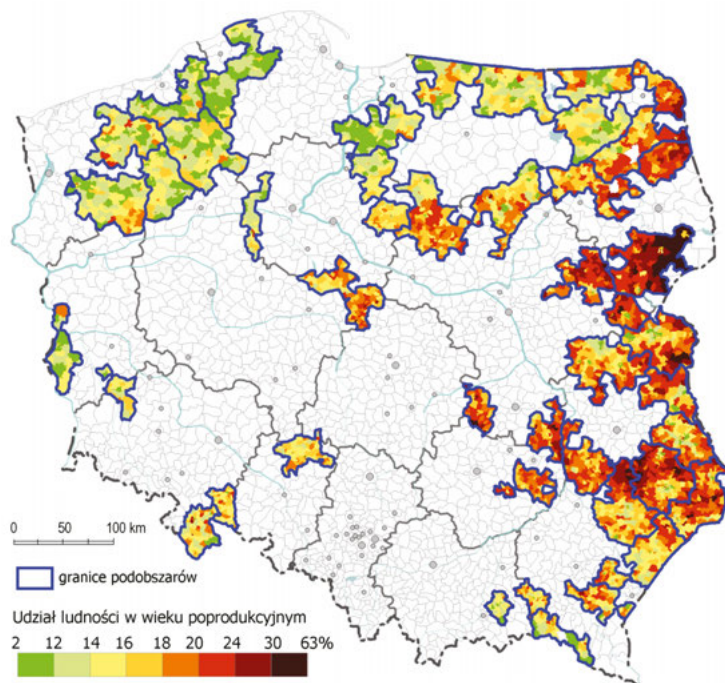 0 50 100 km
granice podobszarów
Udział ludności w wieku poprodukcyjnym
2 12 14 16 18 20 24 30 63%